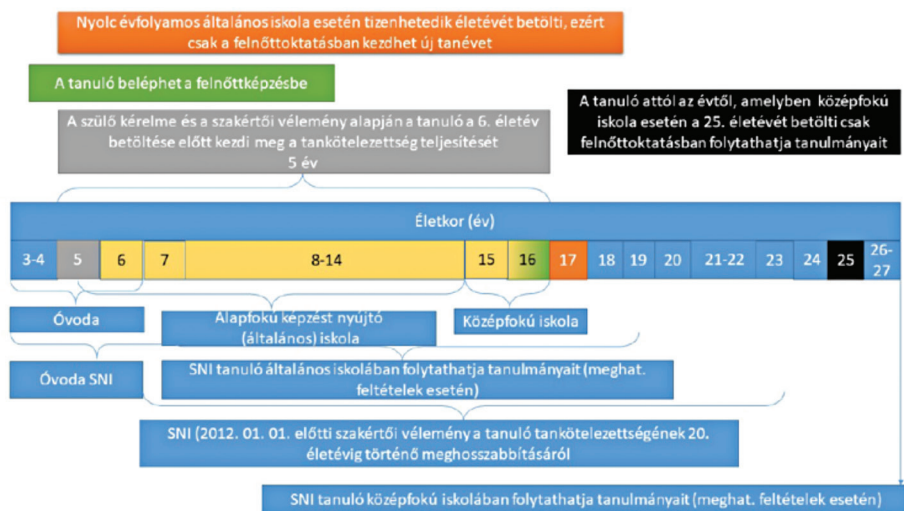 Nyolc évfolyamos általános iskola esetén tizenhetedik életévét betölti, ezért
csak a felnőttoktatásban kezdhet új tanévet
A tanuló beléphet a felnőttképzésbe
A szülő kérelme és a szakértői vélemény alapján a tanuló a 6. életév
betöltése előtt kezdi meg a tankötelezettség teljesítését
5 év
A tanuló attól az évtől, amelyben középfokú
iskola esetén a 25. életévét betölti csak
felnőttoktatásban folytathatja tanulmányait
Életkor (év)
3-4 5 6 7 8-14 15 16 17 18 19 20 21-22 23 24 25 26-
27
Óvoda
Alapfokú képzést nyújtó
(általános) iskola
Középfokú iskola
Óvoda SNI
SNI tanuló általános iskolában folytathatja tanulmányait (meghat.
feltételek esetén)
SNI (2012. 01. 01. előtti szakértői vélemény a tanuló tankötelezettségének 20.
életévig történő meghosszabbításáról
SNI tanuló középfokú iskolában folytathatja tanulmányait (meghat. feltételek esetén)